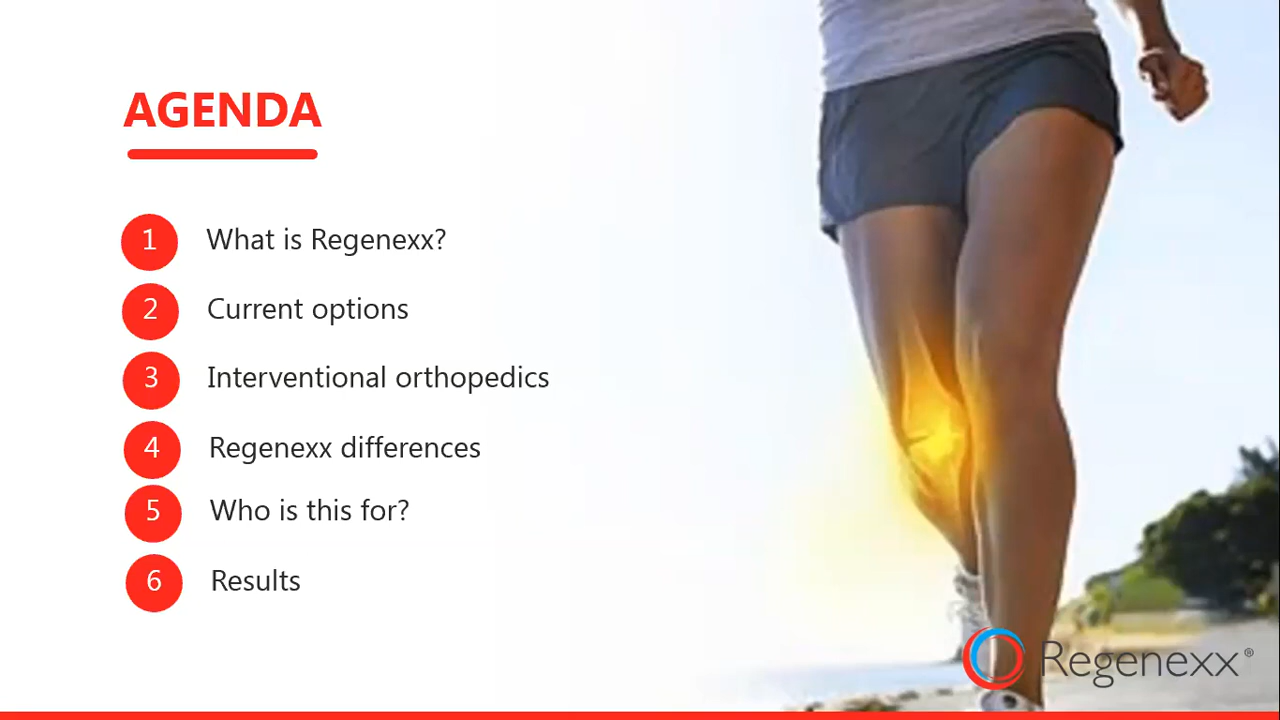 AGENDA
1 What is Regenexx?
2 Current options
3 Interventional orthopedics
4 Regenexx differences
5 Who is this for?
6 Results
Regenexx®